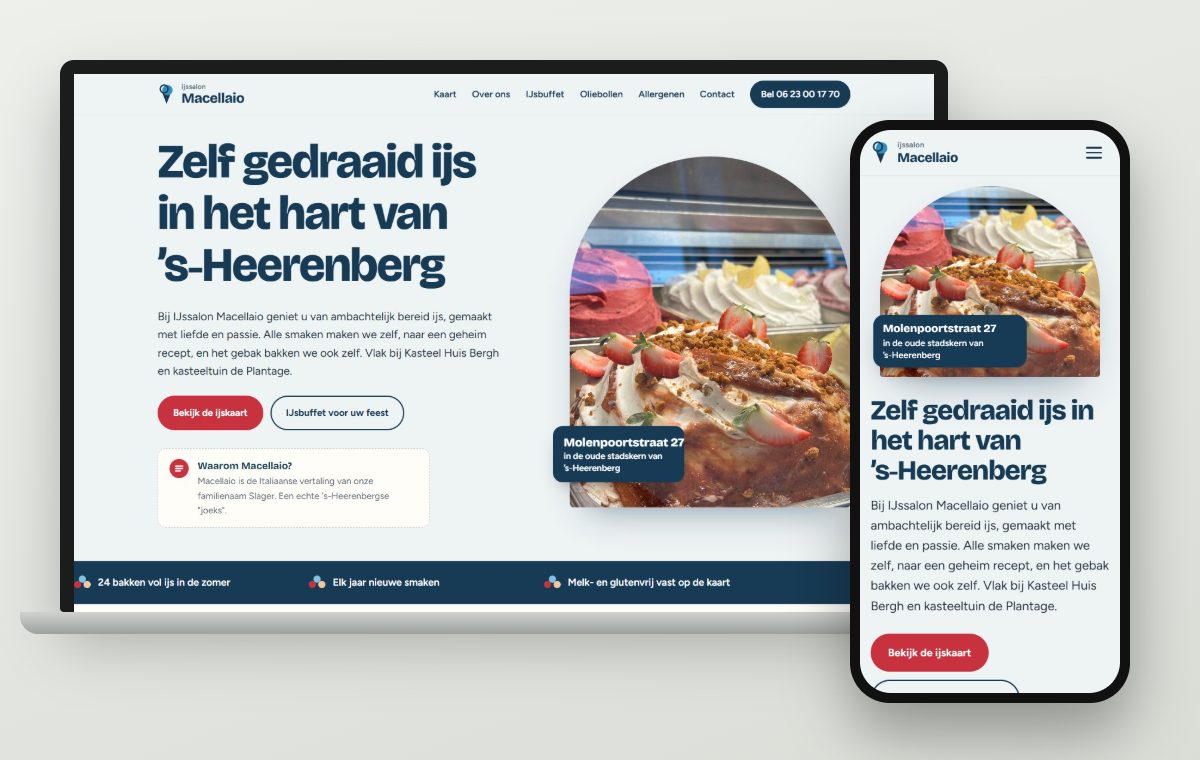 ijssalon
Macellaio
Kaart Over ons IJsbuffet Oliebollen Allergenen Contact Bel 06 23 00 17 70
Zelf gedraaid ijs
in het hart van
’s-Heerenberg
Bij IJssalon Macellaio geniet u van ambachtelijk bereid ijs, gemaakt
met liefde en passie. Alle smaken maken we zelf, naar een geheim
recept, en het gebak bakken we ook zelf. Vlak bij Kasteel Huis Bergh
en kasteeltuin de Plantage.
Bekijk de ijskaart IJsbuffet voor uw feest
Waarom Macellaio?
Macellaio is de Italiaanse vertaling van onze
familienaam Slager. Een echte 's-Heerenbergse
"joeks".
Molenpoortstraat 27
in de oude stadskern van
's-Heerenberg
24 bakken vol ijs in de zomer Elk jaar nieuwe smaken Melk- en glutenvrij vast op de kaart
ijssalon
Macellaio
Molenpoortstraat 27
in de oude stadskern van
's-Heerenberg
Zelf gedraaid ijs in
het hart van
’s-Heerenberg
Bij IJssalon Macellaio geniet u van
ambachtelijk bereid ijs, gemaakt met
liefde en passie. Alle smaken maken we
zelf, naar een geheim recept, en het gebak
bakken we ook zelf. Vlak bij Kasteel Huis
Bergh en kasteeltuin de Plantage.
Bekijk de ijskaart